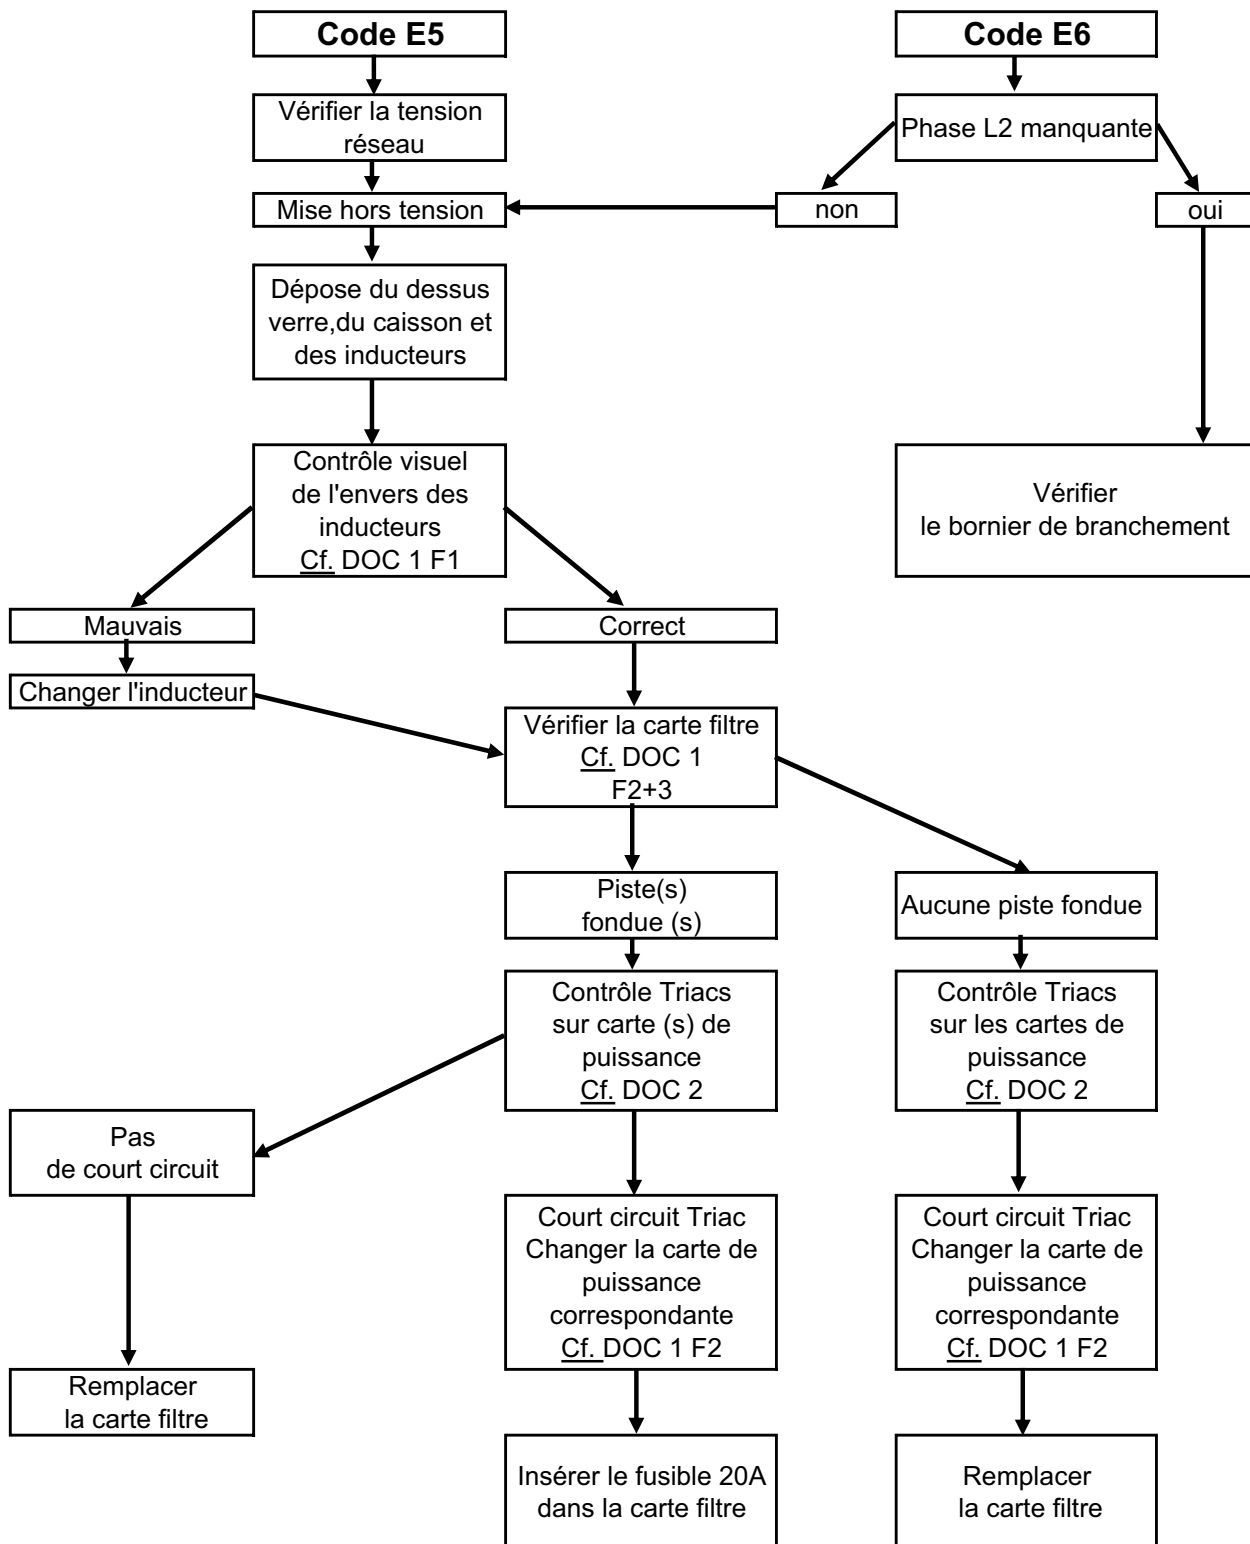 Code E5
Code E6
Vérifier la tension
réseau
Phase L2 manquante
Mise hors tension
non
oui
Dépose du dessus
verre,du caisson et
des inducteurs
Contrôle visuel
de l'envers des
inducteurs
Cf. DOC 1 F1
Vérifier
le bornier de branchement
Mauvais
Correct
Changer l'inducteur
Vérifier la carte filtre
Cf. DOC 1
F2+3
Piste(s)
fondue (s)
Aucune piste fondue
Contrôle Triacs
sur carte (s) de
puissance
Cf. DOC 2
Contrôle Triacs
sur les cartes de
puissance
Cf. DOC 2
Pas
de court circuit
Court circuit Triac
Changer la carte de
puissance
correspondante
Cf. DOC 1 F2
Court circuit Triac
Changer la carte de
puissance
correspondante
Cf. DOC 1 F2
Remplacer
la carte filtre
Insérer le fusible 20A
dans la carte filtre
Remplacer
la carte filtre